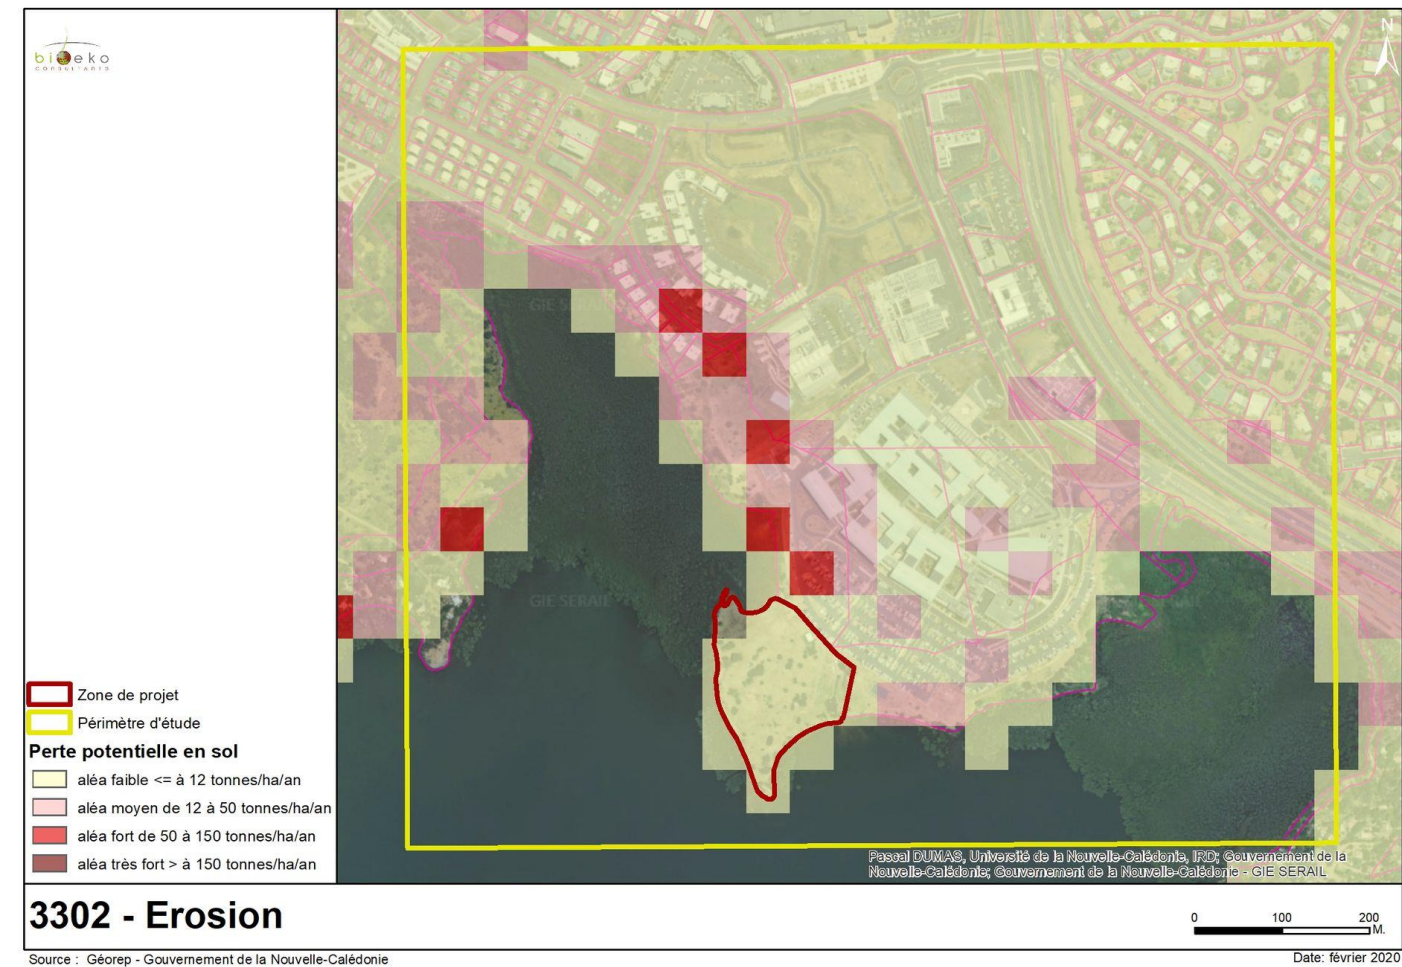 bioeko
CONSULTANTS
N
GIE SERAIL
GIE SERAIL
Zone de projet
Périmètre d'étude
Perte potentielle en sol
aléa faible <= à 12 tonnes/ha/an
aléa moyen de 12 à 50 tonnes/ha/an
aléa fort de 50 à 150 tonnes/ha/an
aléa très fort > à 150 tonnes/ha/an
Pascal DUMAS, Université de la Nouvelle-Calédonie, IRD; Gouvernement de la
Nouvelle-Calédonie; Gouvernement de la Nouvelle-Calédonie - GIE SERAIL
3302 - Erosion
0 100 200
M.
Source : Géorep - Gouvernement de la Nouvelle-Calédonie
Date: février 2020